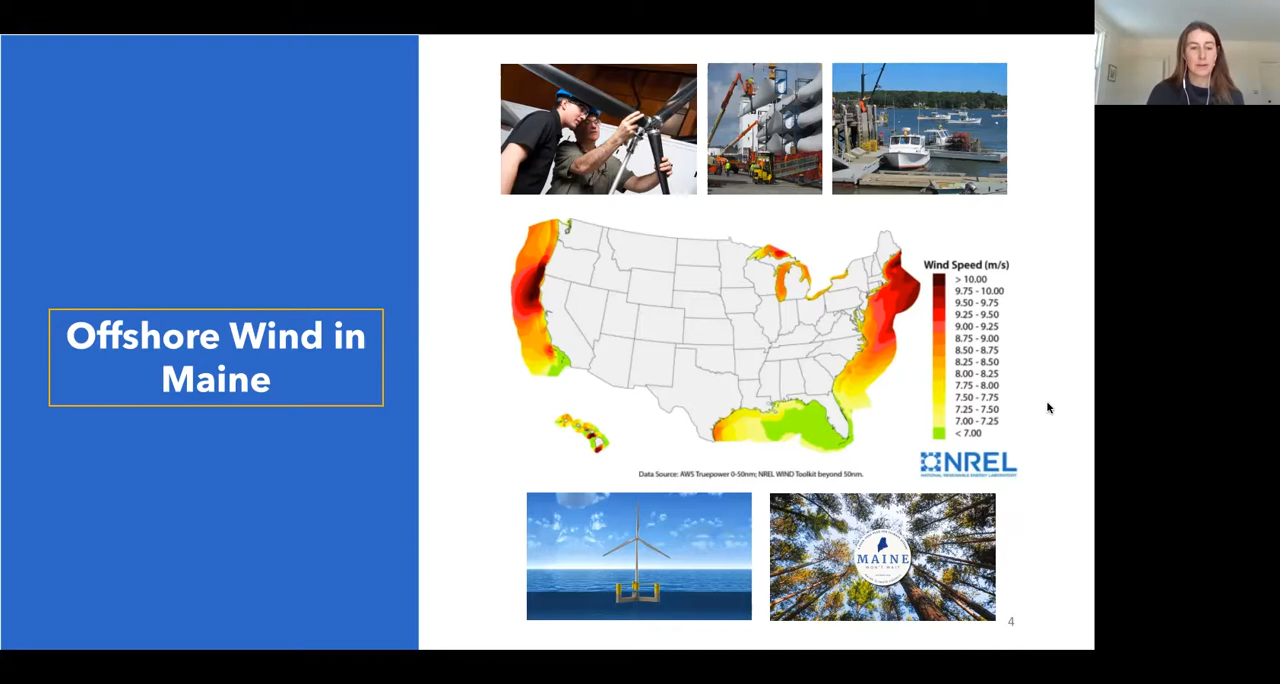 Offshore Wind in
Maine
Wind Speed (m/s)
> 10.00
9.75 - 10.00
9.50 - 9.75
9.25 - 9.50
9.00 - 9.25
8.75 - 9.00
8.50 - 8.75
8.25 - 8.50
8.00 - 8.25
7.75 - 8.00
7.50 - 7.75
7.25 - 7.50
7.00 - 7.25
< 7.00
NREL
NATIONAL RENEWABLE ENERGY LABORATORY
Data Source: AWS Truepower 0-50nm; NREL WIND Toolkit beyond 50nm.
MAINE
WON'T WAIT
4